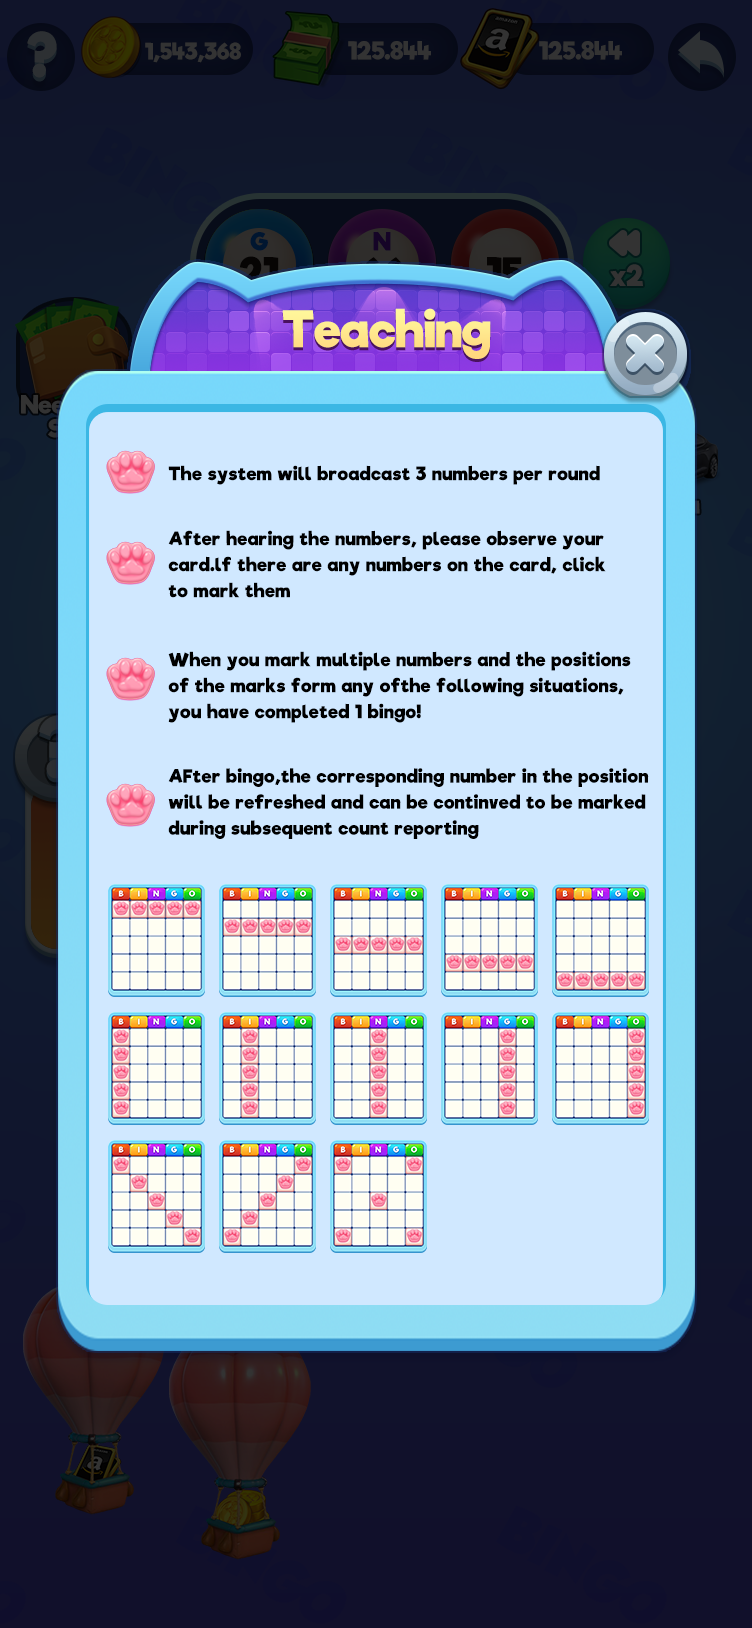 1,543,368
125.844
125.844
G
N
21
15
x2
Teaching
Nee
S
The system will broadcast 3 numbers per round
After hearing the numbers, please observe your
card.lf there are any numbers on the card, click
to mark them
When you mark multiple numbers and the positions
of the marks form any ofthe following situations,
you have completed 1 bingo!
AFter bingo,the corresponding number in the position
will be refreshed and can be continved to be marked
during subsequent count reporting
B I N G O
B I N G O
B I N G O
B I N G O
B I N G O
B I N G O
B I N G O
B I N G O
B I N G O
B I N G O
B I N G O
B I N G O
B I N G O